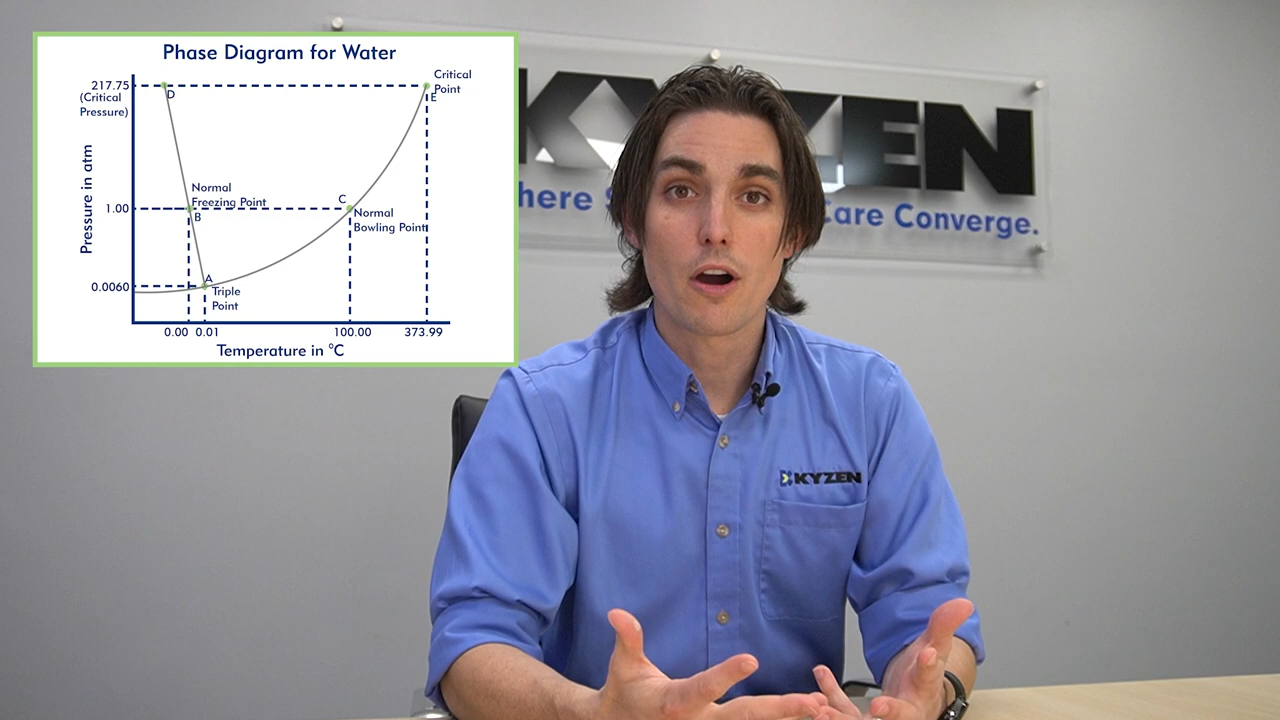 Phase Diagram for Water
217.75
(Critical
Pressure)
D
Critical
Point
E
Pressure in atm
Normal
Freezing Point
1.00
B
C
Normal
Bowling Point
0.0060
A
Triple
Point
0.00 0.01 100.00 373.99
Temperature in °C
KYZEN
here S Care Converge.
KYZEN